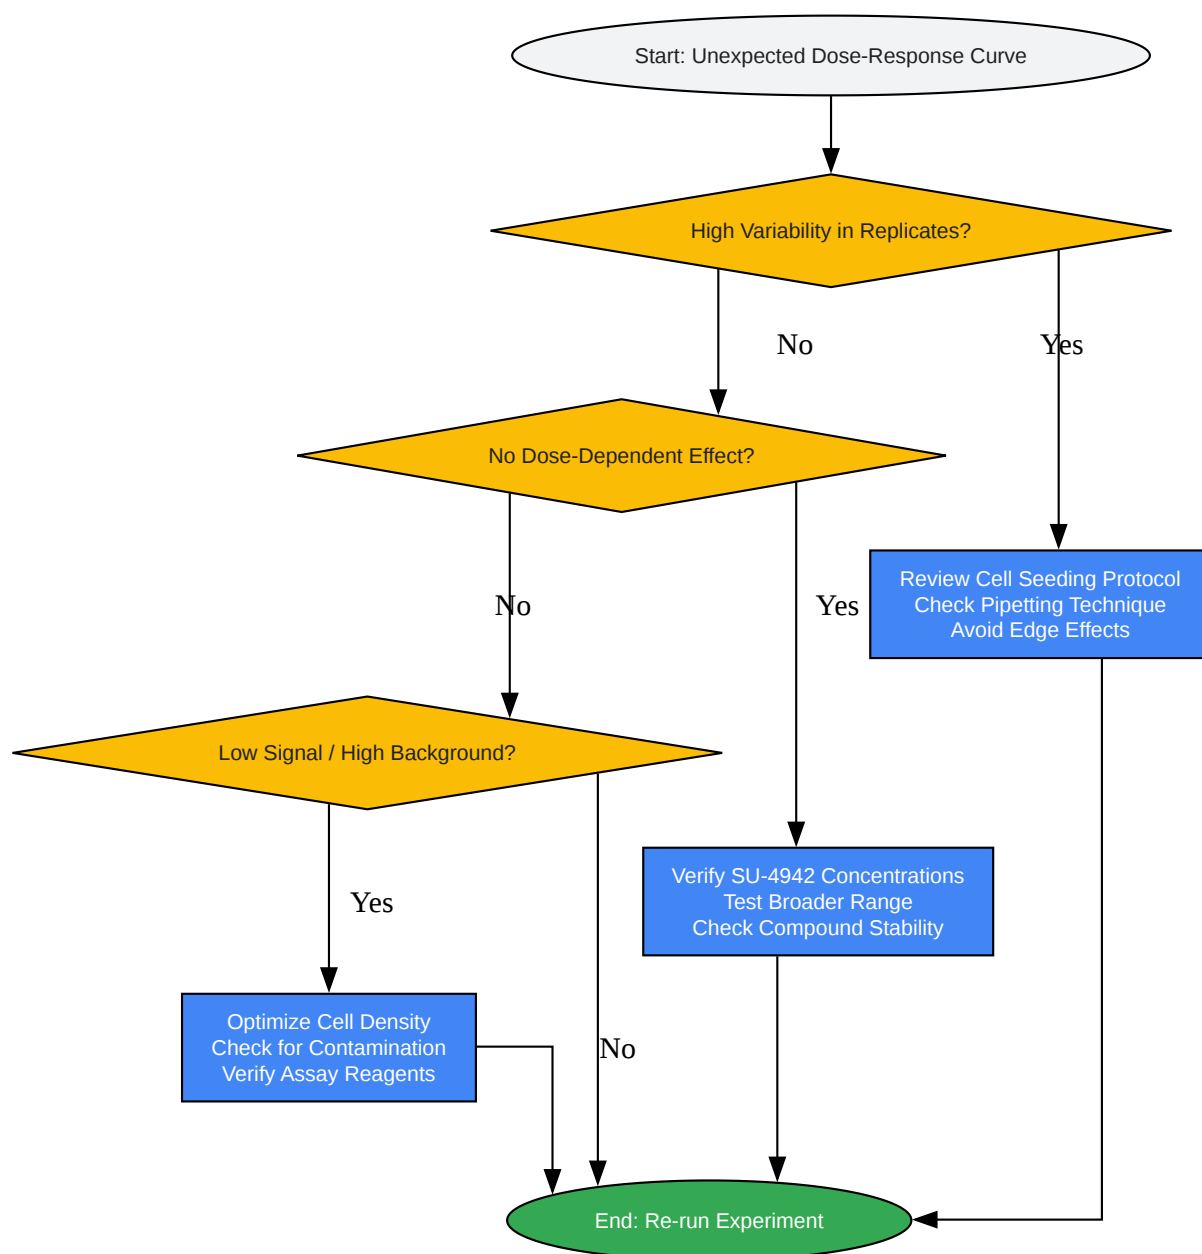 Start: Unexpected Dose-Response Curve
High Variability in Replicates?
No
Yes
No Dose-Dependent Effect?
No
Yes
Review Cell Seeding Protocol
Check Pipetting Technique
Avoid Edge Effects
Low Signal / High Background?
Yes
No
Verify SU-4942 Concentrations
Test Broader Range
Check Compound Stability
Optimize Cell Density
Check for Contamination
Verify Assay Reagents
End: Re-run Experiment